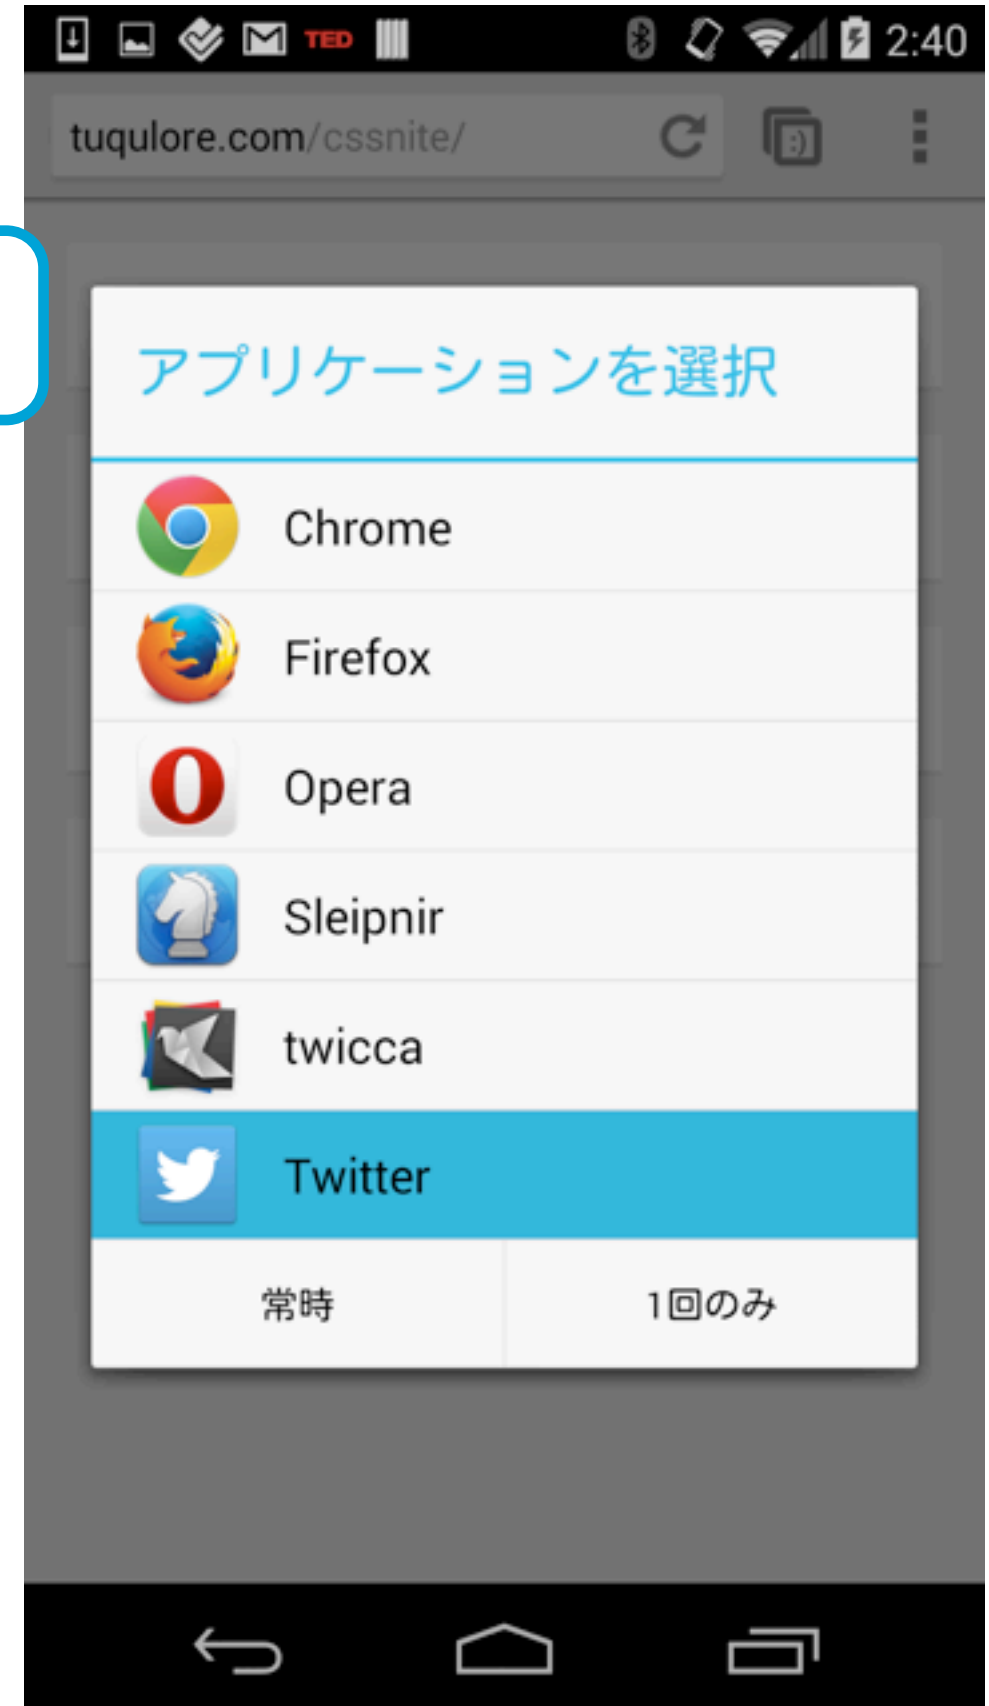 TED 2:40
tuqulore.com/cssnite/ :)
アプリケーションを選択
Chrome
Firefox
Opera
Sleipnir
twicca
Twitter
常時 1回のみ